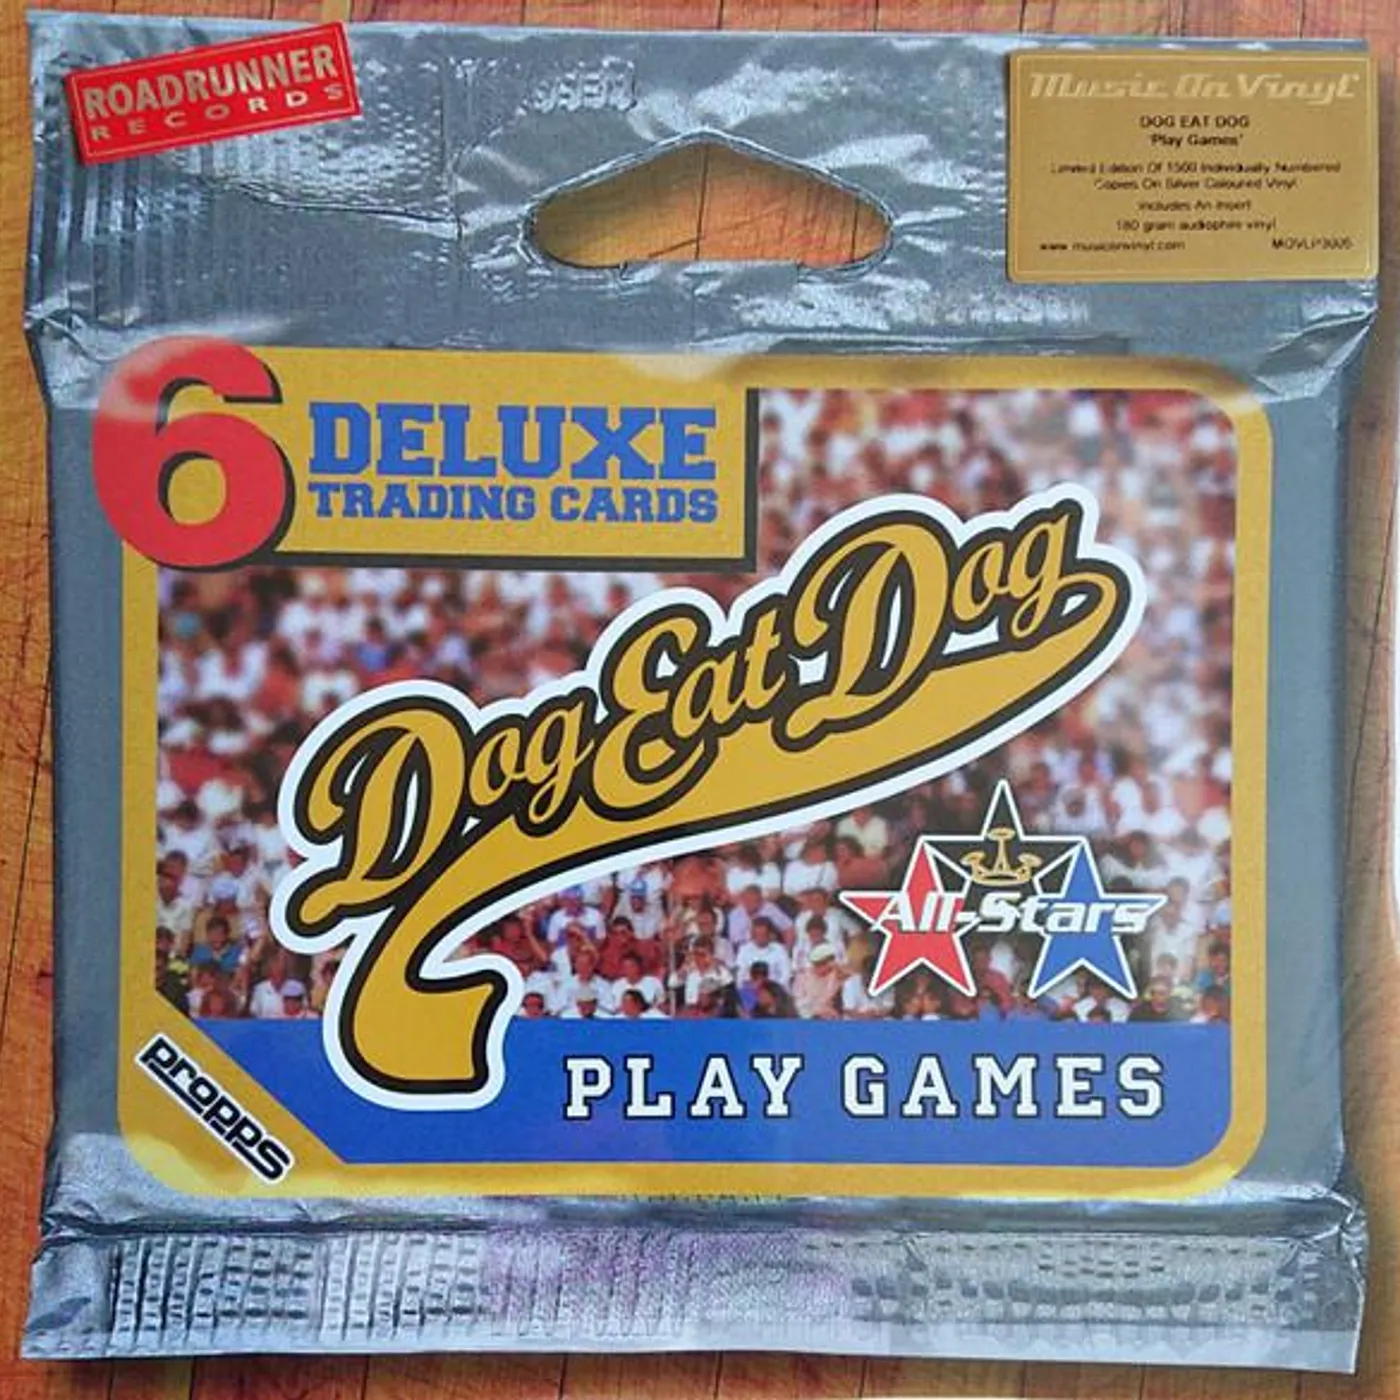 ROADRUNNER
RECORDS
Music On Vinyl
DOG EAT DOG
'Play Games'
Limited Edition Of 1500 Individually Numbered
Copies On Silver Coloured Vinyl
Includes An Insert
180 gram audiophile vinyl
www.musiconvinyl.com
6
DELUXE
TRADING CARDS
Dog Eat Dog
All-Stars
PLAY GAMES
propps